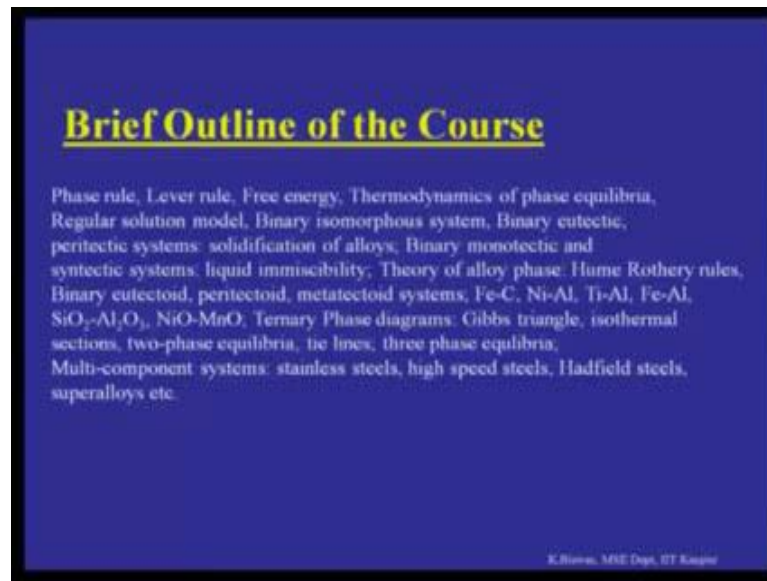 Brief Outline of the Course
Phase rule, Lever rule, Free energy, Thermodynamics of phase equilibria,
Regular solution model, Binary isomorphous system, Binary eutectic,
peritectic systems: solidification of alloys; Binary monotectic and
syntectic systems: liquid immiscibility; Theory of alloy phase: Hume Rothery rules,
Binary eutectoid, peritectoid, metatectoid systems; Fe-C, Ni-Al, Ti-Al, Fe-Al,
SiO₂-Al₂O₃, NiO-MnO; Ternary Phase diagrams: Gibbs triangle, isothermal
sections, two-phase equilibria, tie lines; three phase equlibria;
Multi-component systems: stainless steels, high speed steels, Hadfield steels,
superalloys etc.
K.Biswas, MSE Dept, IIT Kanpur